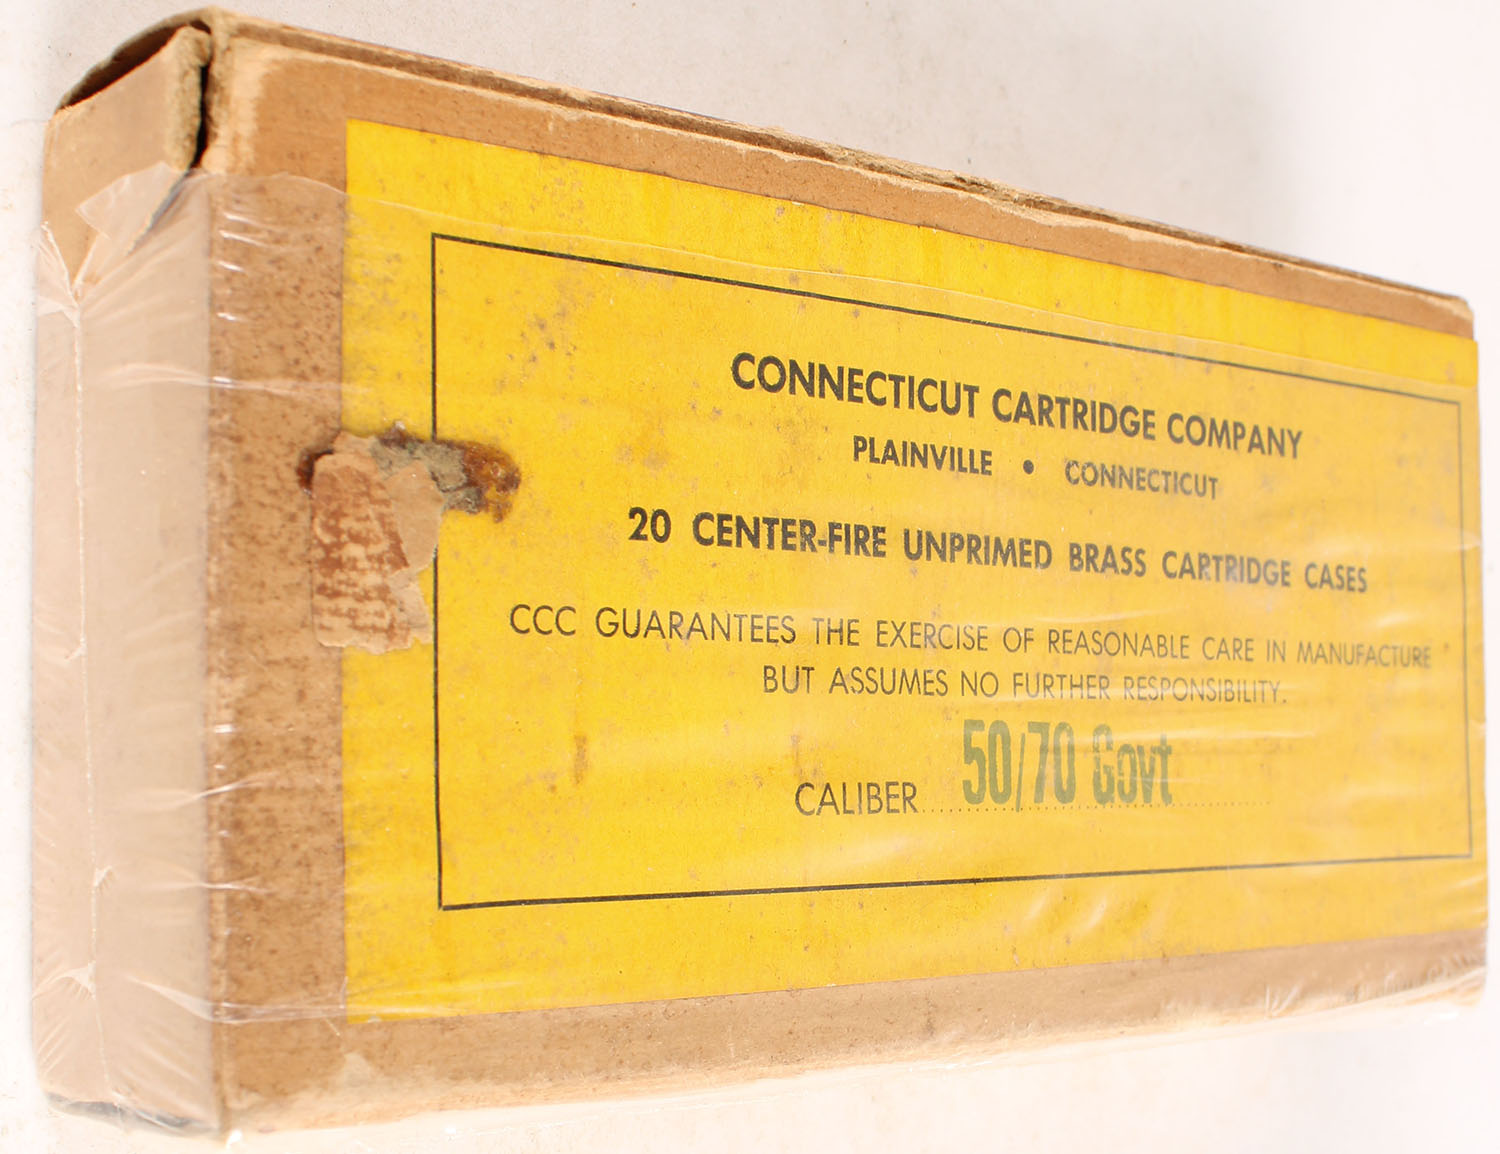 CONNECTICUT CARTRIDGE COMPANY
PLAINVILLE • CONNECTICUT
20 CENTER-FIRE UNPRIMED BRASS CARTRIDGE CASES
CCC GUARANTEES THE EXERCISE OF REASONABLE CARE IN MANUFACTURE
BUT ASSUMES NO FURTHER RESPONSIBILITY.
CALIBER 50/70 Govt